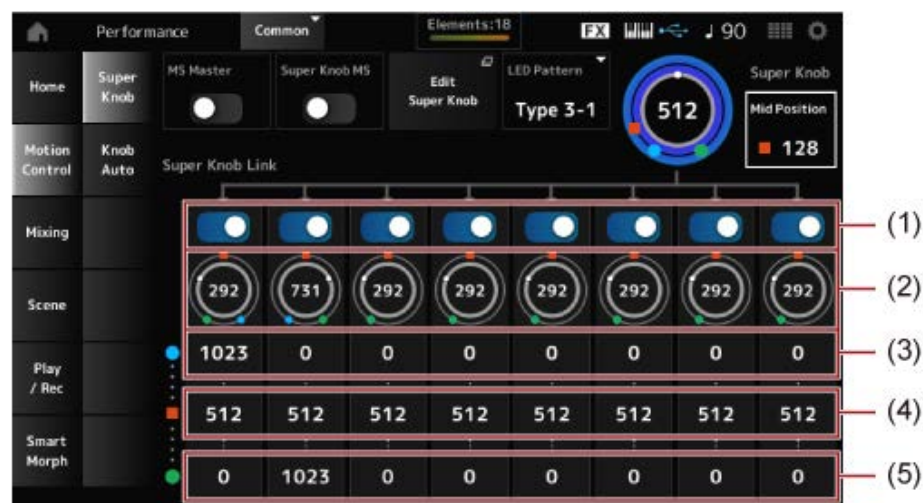 Performance Common Elements:18 FX ♩ 90
Home Super Knob MS Master Super Knob MS Edit Super Knob LED Pattern Type 3-1 512 Super Knob Mid Position 128
Motion Control Knob Auto Super Knob Link
Mixing (1)
292 731 292 292 292 292 292 292 (2)
Scene
1023 0 0 0 0 0 0 0 (3)
Play / Rec
512 512 512 512 512 512 512 512 (4)
Smart Morph
0 1023 0 0 0 0 0 0 (5)